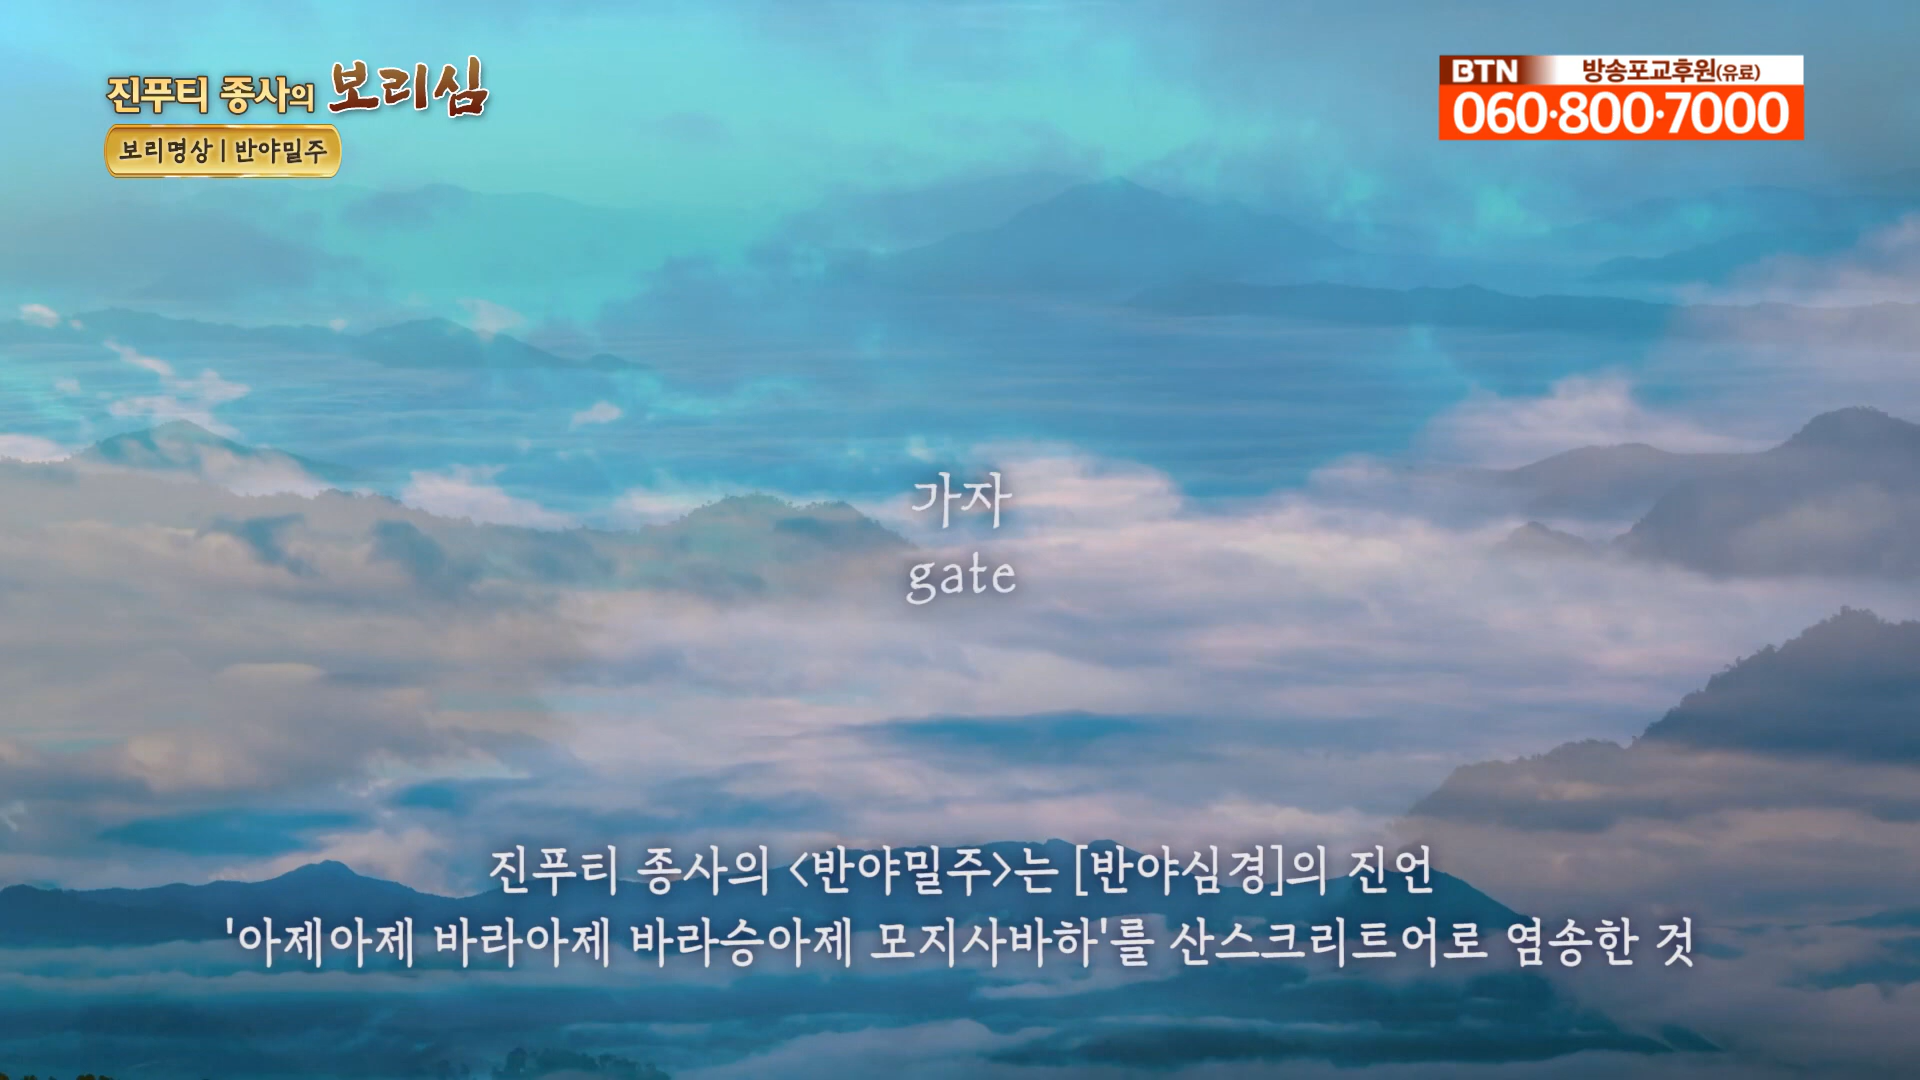 진푸티 종사의 보리심
보리명상 | 반야밀주
BTN 방송포교후원(유료)
060·800·7000
가자
gate
진푸티 종사의 <반야밀주>는 [반야심경]의 진언
'아제아제 바라아제 바라승아제 모지사바하'를 산스크리트어로 염송한 것